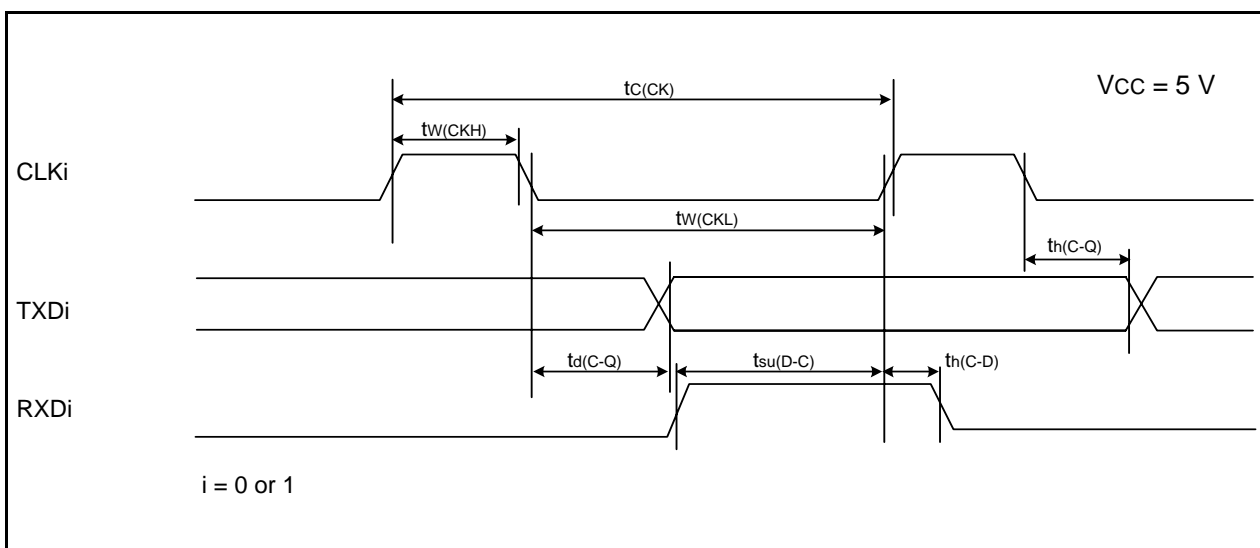 tC(CK)
VCC = 5 V
tW(CKH)
CLKi
tW(CKL)
th(C-Q)
TXDi
td(C-Q)
tsu(D-C)
th(C-D)
RXDi
i = 0 or 1